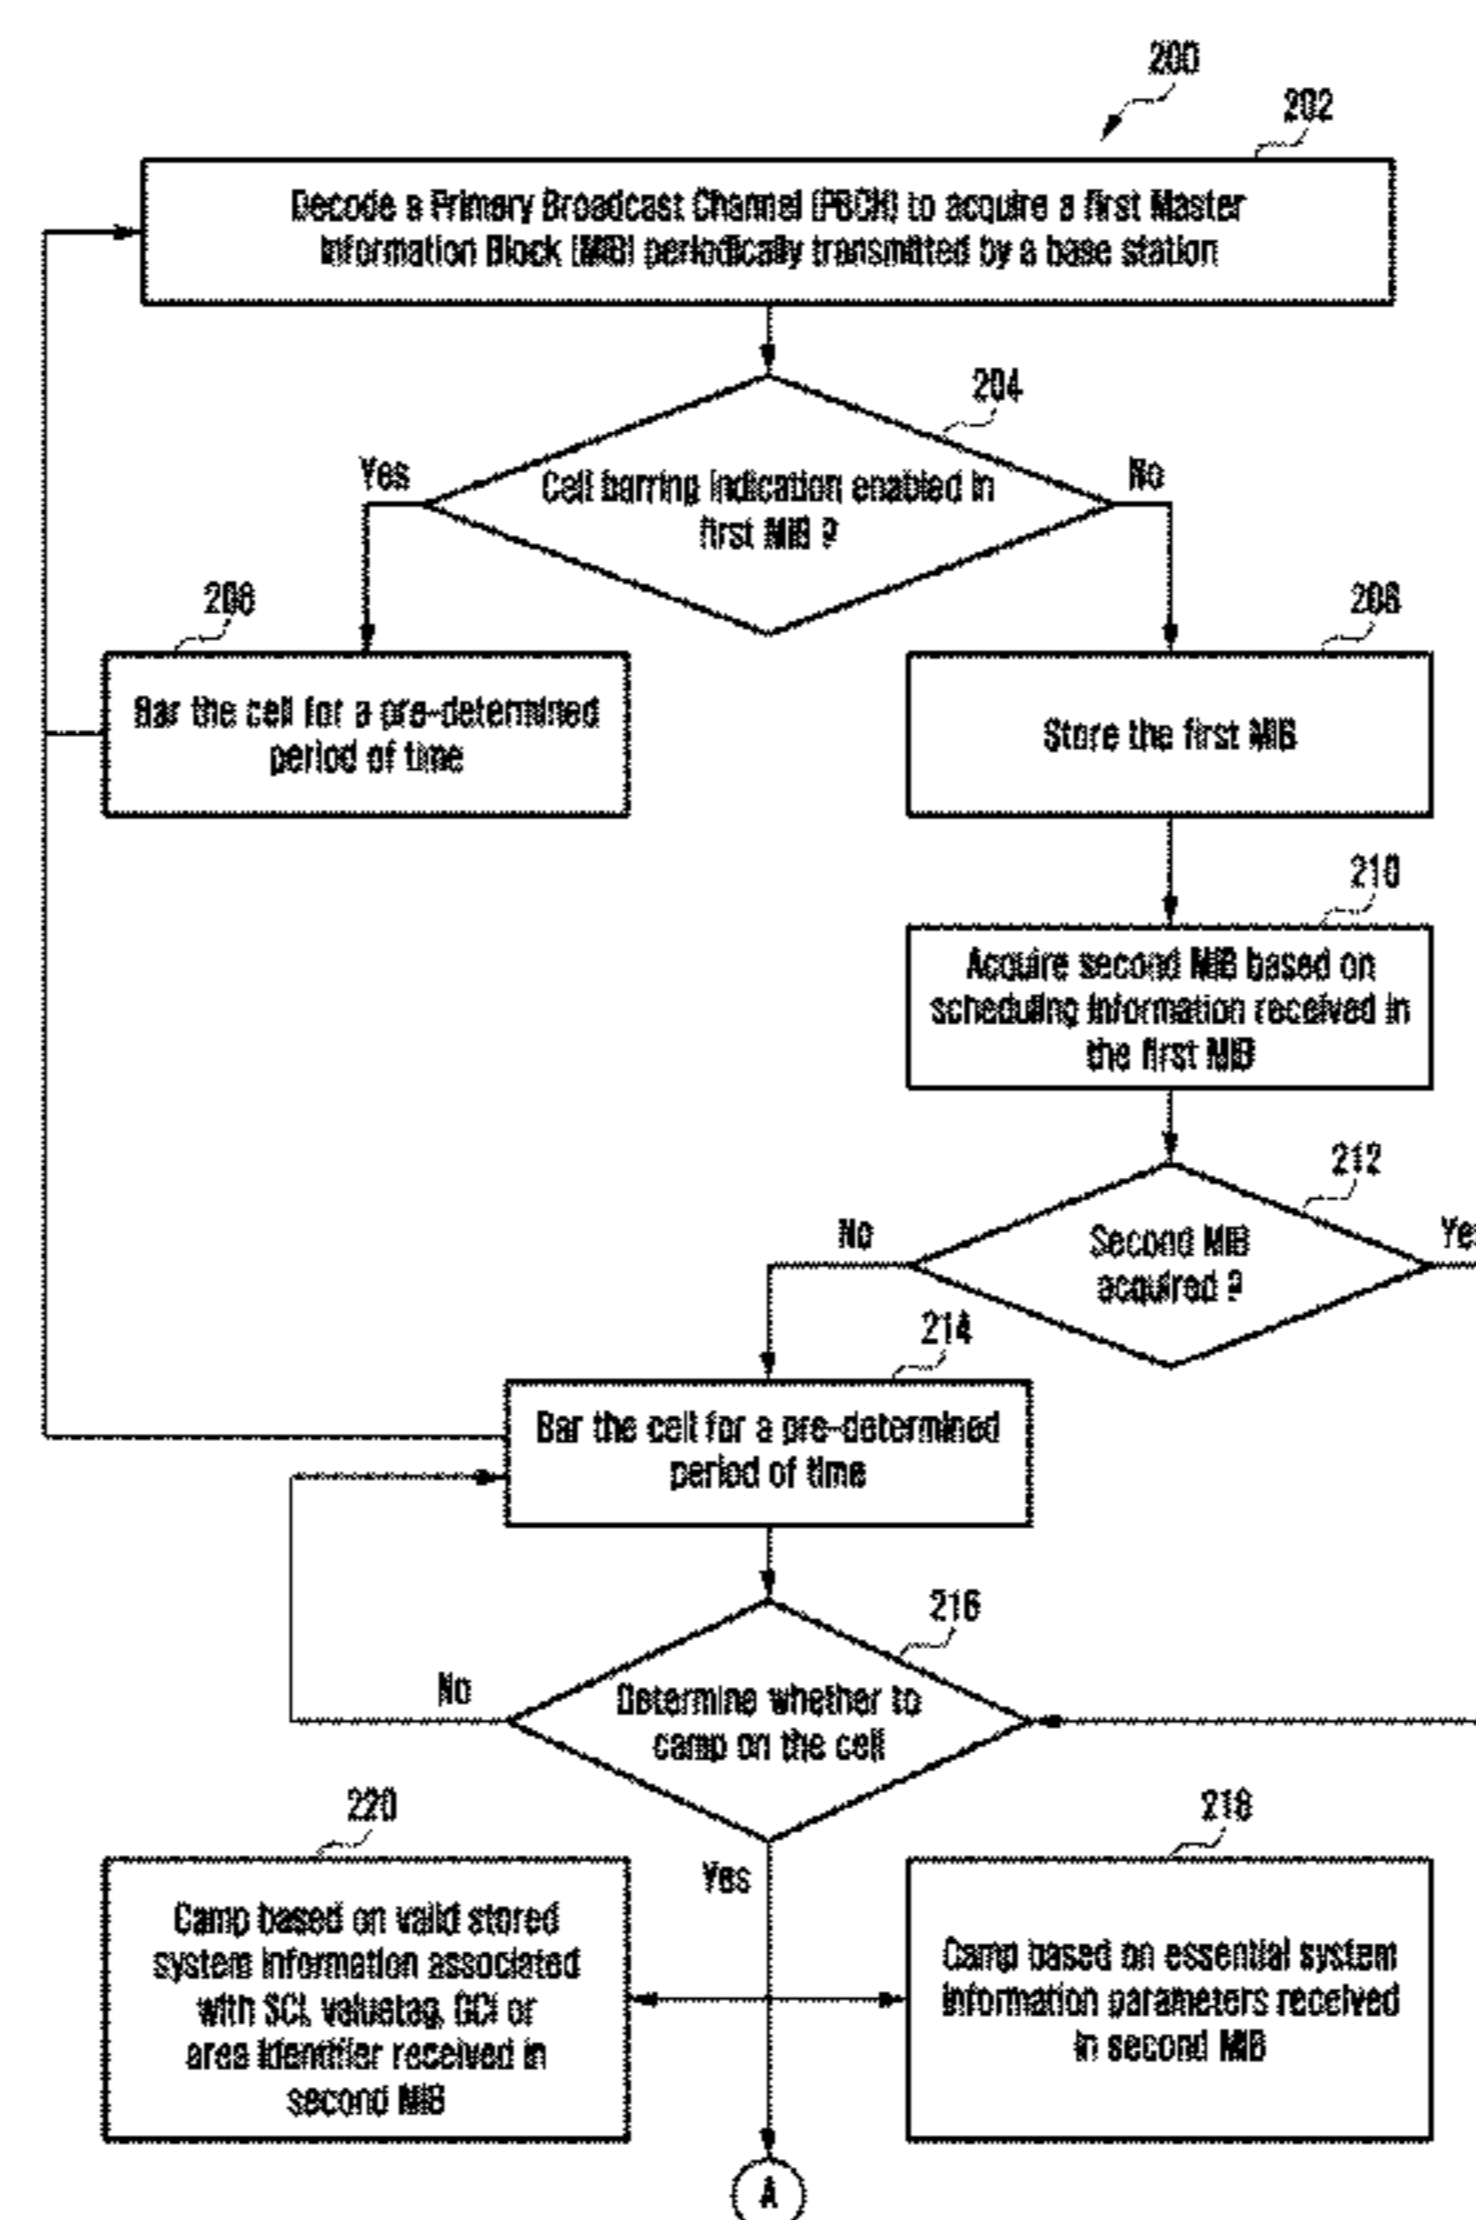 200
202
Decode a Primary Broadcast Channel (PBCH) to acquire a first Master
Information Block (MIB) periodically transmitted by a base station
204
Yes
Cell barring indication enabled in
first MIB ?
No
208
206
Bar the cell for a pre-determined
period of time
Store the first MIB
210
Acquire second MIB based on
scheduling information received in
the first MIB
212
No
Second MIB
acquired ?
Yes
214
Bar the cell for a pre-determined
period of time
216
No
Determine whether to
camp on the cell
220
218
Yes
Camp based on valid stored
system information associated
with SCI, valuetag, GCI or
area identifier received in
second MIB
Camp based on essential system
information parameters received
in second MIB
A